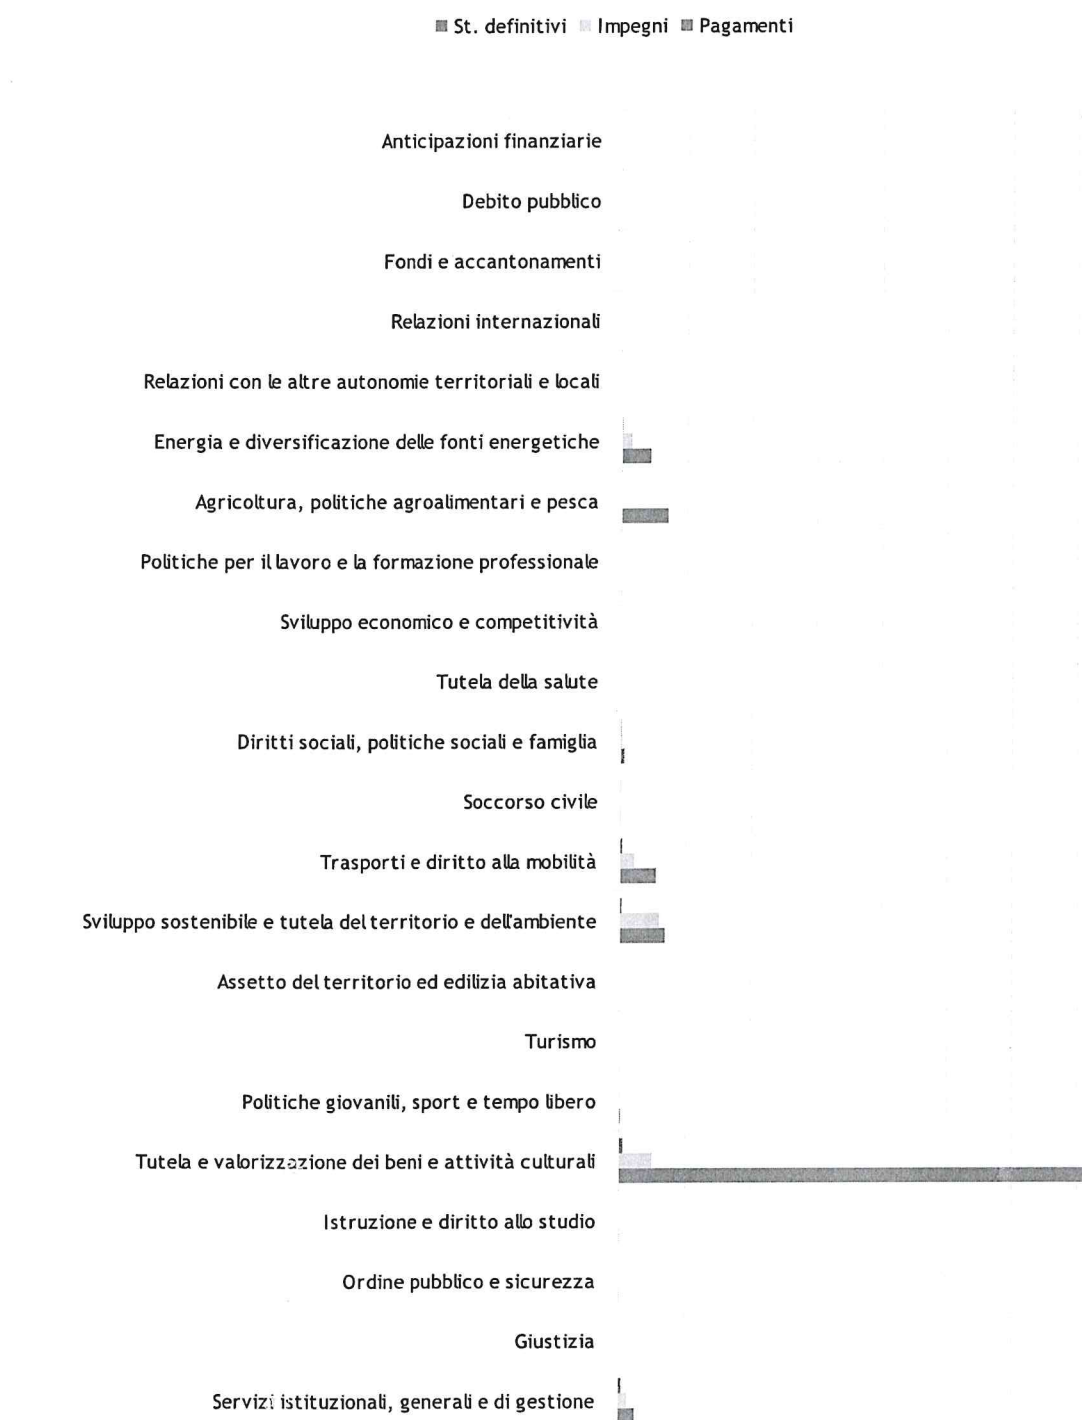 St. definitivi Impegni Pagamenti
Anticipazioni finanziarie
Debito pubblico
Fondi e accantonamenti
Relazioni internazionali
Relazioni con le altre autonomie territoriali e locali
Energia e diversificazione delle fonti energetiche
Agricoltura, politiche agroalimentari e pesca
Politiche per il lavoro e la formazione professionale
Sviluppo economico e competitività
Tutela della salute
Diritti sociali, politiche sociali e famiglia
Soccorso civile
Trasporti e diritto alla mobilità
Sviluppo sostenibile e tutela del territorio e dell'ambiente
Assetto del territorio ed edilizia abitativa
Turismo
Politiche giovanili, sport e tempo libero
Tutela e valorizzazione dei beni e attività culturali
Istruzione e diritto allo studio
Ordine pubblico e sicurezza
Giustizia
Servizi istituzionali, generali e di gestione